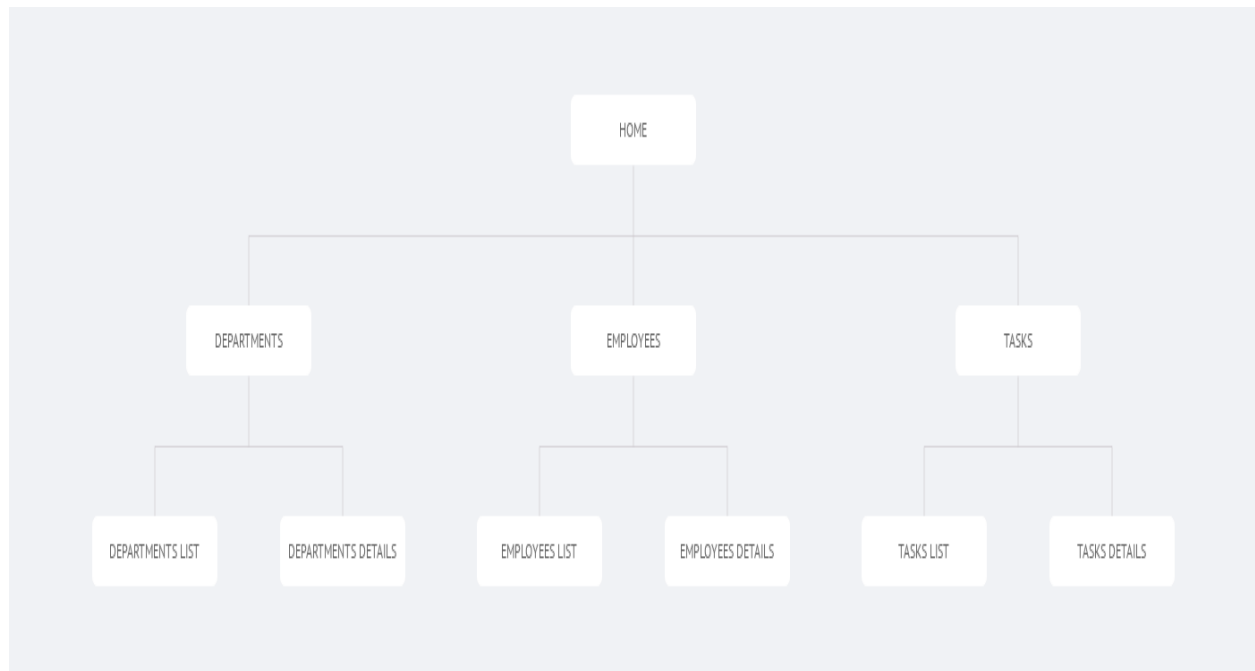 HOME
DEPARTMENTS
EMPLOYEES
TASKS
DEPARTMENTS LIST
DEPARTMENTS DETAILS
EMPLOYEES LIST
EMPLOYEES DETAILS
TASKS LIST
TASKS DETAILS